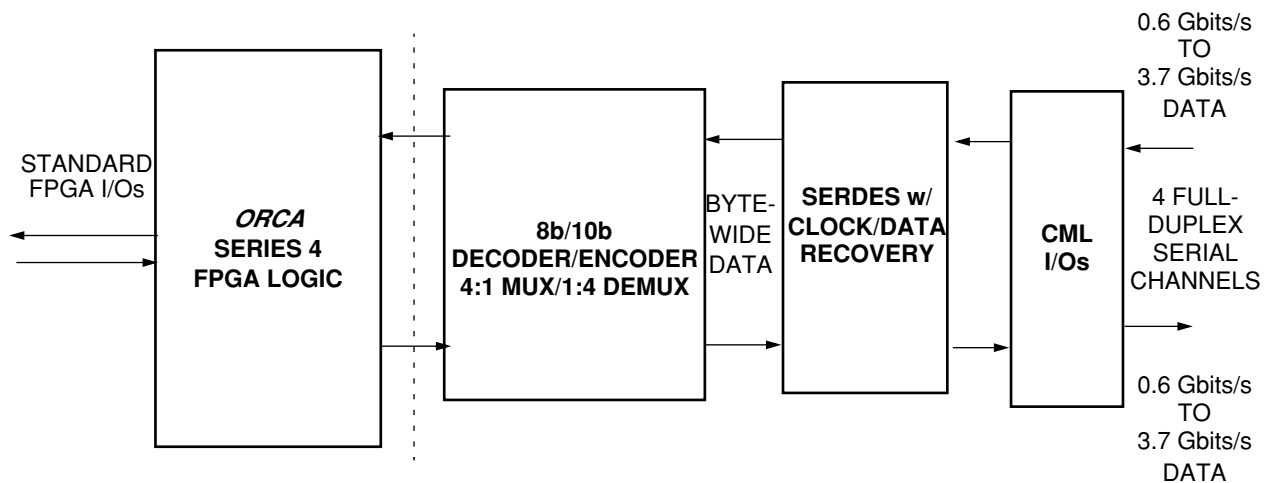 STANDARD
FPGA I/Os
ORCA
SERIES 4
FPGA LOGIC
8b/10b
DECODER/ENCODER
4:1 MUX/1:4 DEMUX
BYTE-
WIDE
DATA
SERDES w/
CLOCK/DATA
RECOVERY
CML
I/Os
0.6 Gbits/s
TO
3.7 Gbits/s
DATA
4 FULL-
DUPLEX
SERIAL
CHANNELS
0.6 Gbits/s
TO
3.7 Gbits/s
DATA